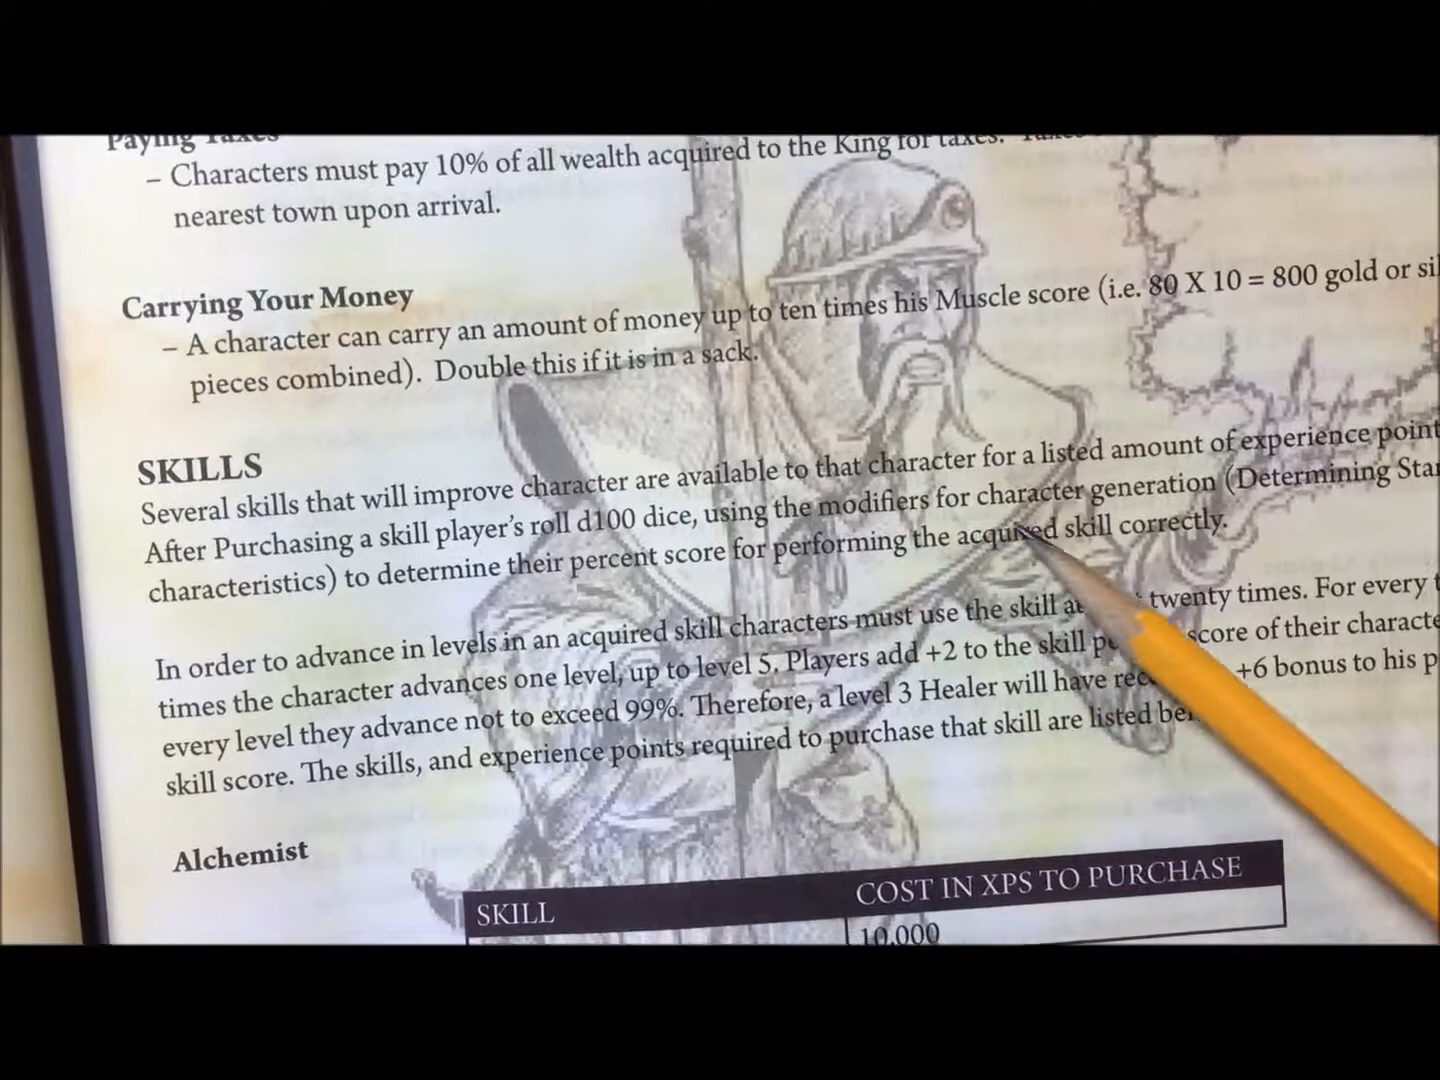 Paying Taxes
– Characters must pay 10% of all wealth acquired to the King for taxes.
nearest town upon arrival.
Carrying Your Money
– A character can carry an amount of money up to ten times his Muscle score (i.e. 80 X 10 = 800 gold or sil
pieces combined). Double this if it is in a sack.
SKILLS
Several skills that will improve character are available to that character for a listed amount of experience point
After Purchasing a skill player's roll d100 dice, using the modifiers for character generation (Determining Star
characteristics) to determine their percent score for performing the acquired skill correctly.
In order to advance in levels in an acquired skill characters must use the skill at twenty times. For every t
times the character advances one level, up to level 5. Players add +2 to the skill score of their characte
every level they advance not to exceed 99%. Therefore, a level 3 Healer will have +6 bonus to his p
skill score. The skills, and experience points required to purchase that skill are listed
Alchemist
SKILL COST IN XPS TO PURCHASE
10,000